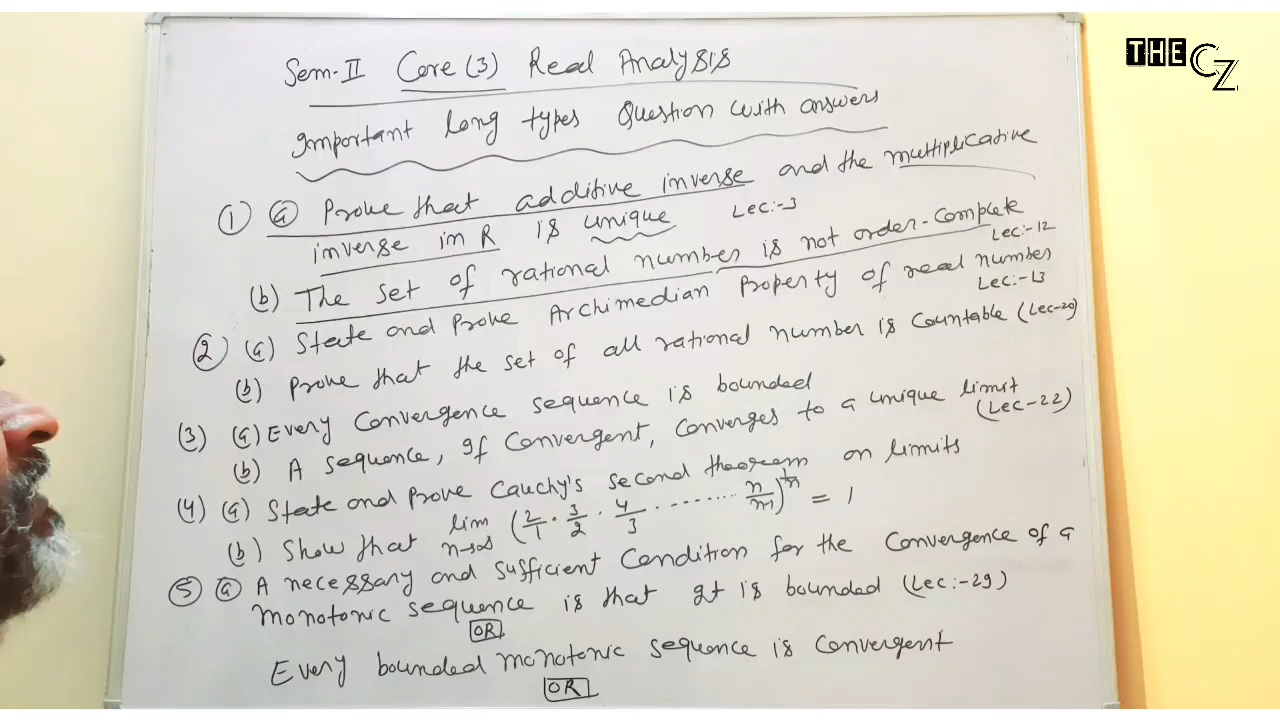 THE CZ
Sem-II Core (3) Real Analysis
Important long types Question with answers
① ⓐ Prove that additive inverse and the multiplicative
inverse in R is unique Lec:-3
(b) The set of rational number is not order-complete
Lec:-12
② (a) State and prove Archimedian Property of real number
Lec:-13
(b) Prove that the set of all rational number is countable (Lec-20)
(3) (a) Every Convergence sequence is bounded
(b) A sequence, If Convergent, Converges to a unique limit
(Lec-22)
(4) (a) State and prove Cauchy's second theorem on limits
(b) Show that lim n→∞ (2/1 · 3/2 · 4/3 · ........ n/n-1)^1/n = 1
⑤ ⓐ A necessary and sufficient Condition for the Convergence of a
monotonic sequence is that It is bounded (Lec:-29)
OR
Every bounded monotonic sequence is convergent
OR